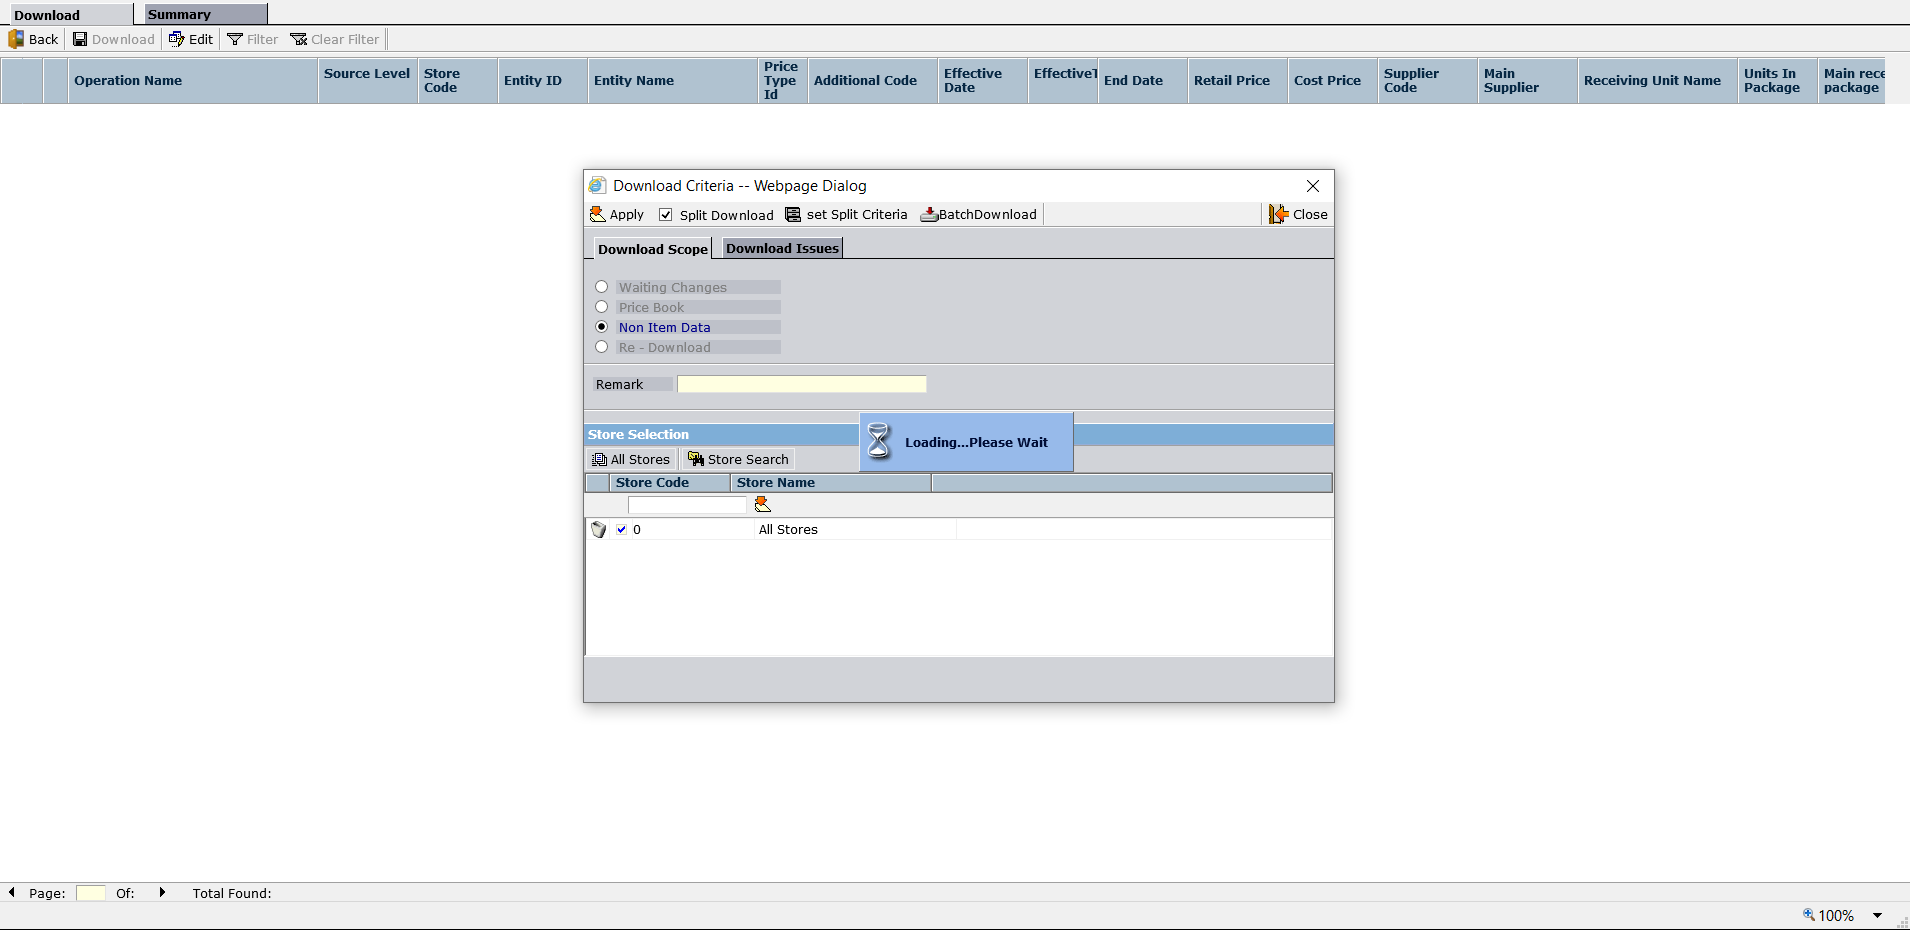 Download Summary
Back Download Edit Filter Clear Filter
Operation Name Source Level Store Code Entity ID Entity Name Price Type Id Additional Code Effective Date EffectiveT End Date Retail Price Cost Price Supplier Code Main Supplier Receiving Unit Name Units In Package Main rece package
Download Criteria -- Webpage Dialog
Apply Split Download set Split Criteria BatchDownload Close
Download Scope Download Issues
Waiting Changes
Price Book
Non Item Data
Re - Download
Remark
Store Selection
Loading...Please Wait
All Stores Store Search
Store Code Store Name
0 All Stores
Page: Of: Total Found:
100%